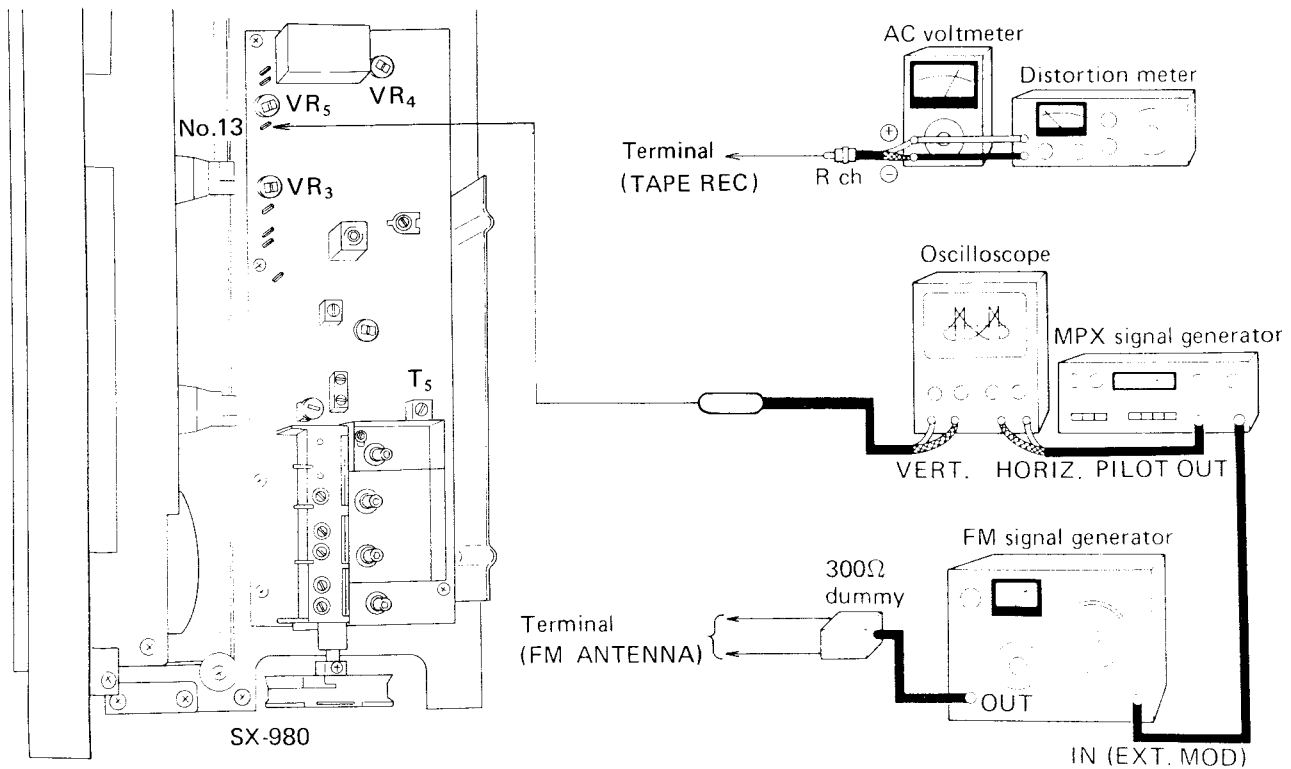 VR₄
VR₅
No.13
VR₃
T₅
SX-980
AC voltmeter
Distortion meter
Terminal
(TAPE REC)
⊕
⊖
R ch
Oscilloscope
MPX signal generator
VERT.
HORIZ.
PILOT OUT
FM signal generator
300Ω
dummy
Terminal
(FM ANTENNA)
OUT
IN (EXT. MOD)